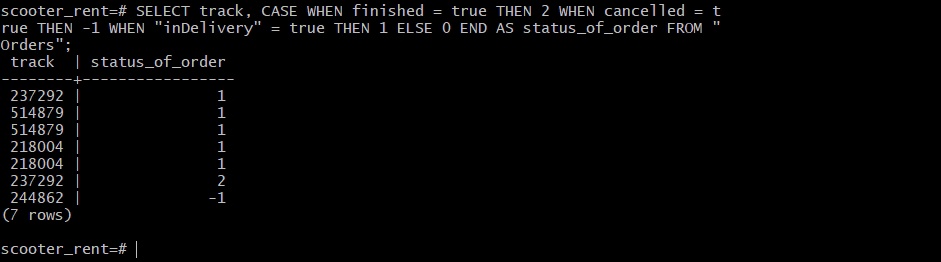 scooter_rent=# SELECT track, CASE WHEN finished = true THEN 2 WHEN cancelled = t
rue THEN -1 WHEN "inDelivery" = true THEN 1 ELSE 0 END AS status_of_order FROM "
Orders";
 track  | status_of_order
--------+-----------------
 237292 |               1
 514879 |               1
 514879 |               1
 218004 |               1
 218004 |               1
 237292 |               2
 244862 |              -1
(7 rows)
scooter_rent=#